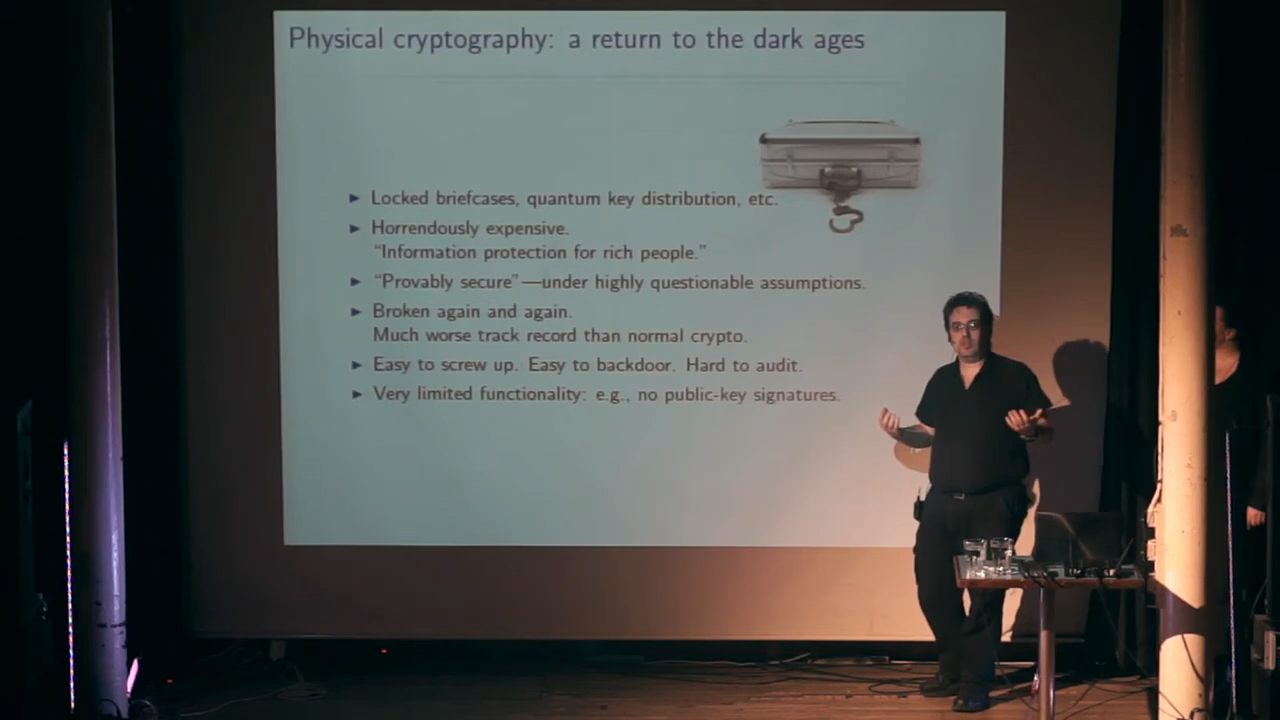 Physical cryptography: a return to the dark ages
▶ Locked briefcases, quantum key distribution, etc.
▶ Horrendously expensive.
“Information protection for rich people.”
▶ “Provably secure”—under highly questionable assumptions.
▶ Broken again and again.
Much worse track record than normal crypto.
▶ Easy to screw up. Easy to backdoor. Hard to audit.
▶ Very limited functionality: e.g., no public-key signatures.